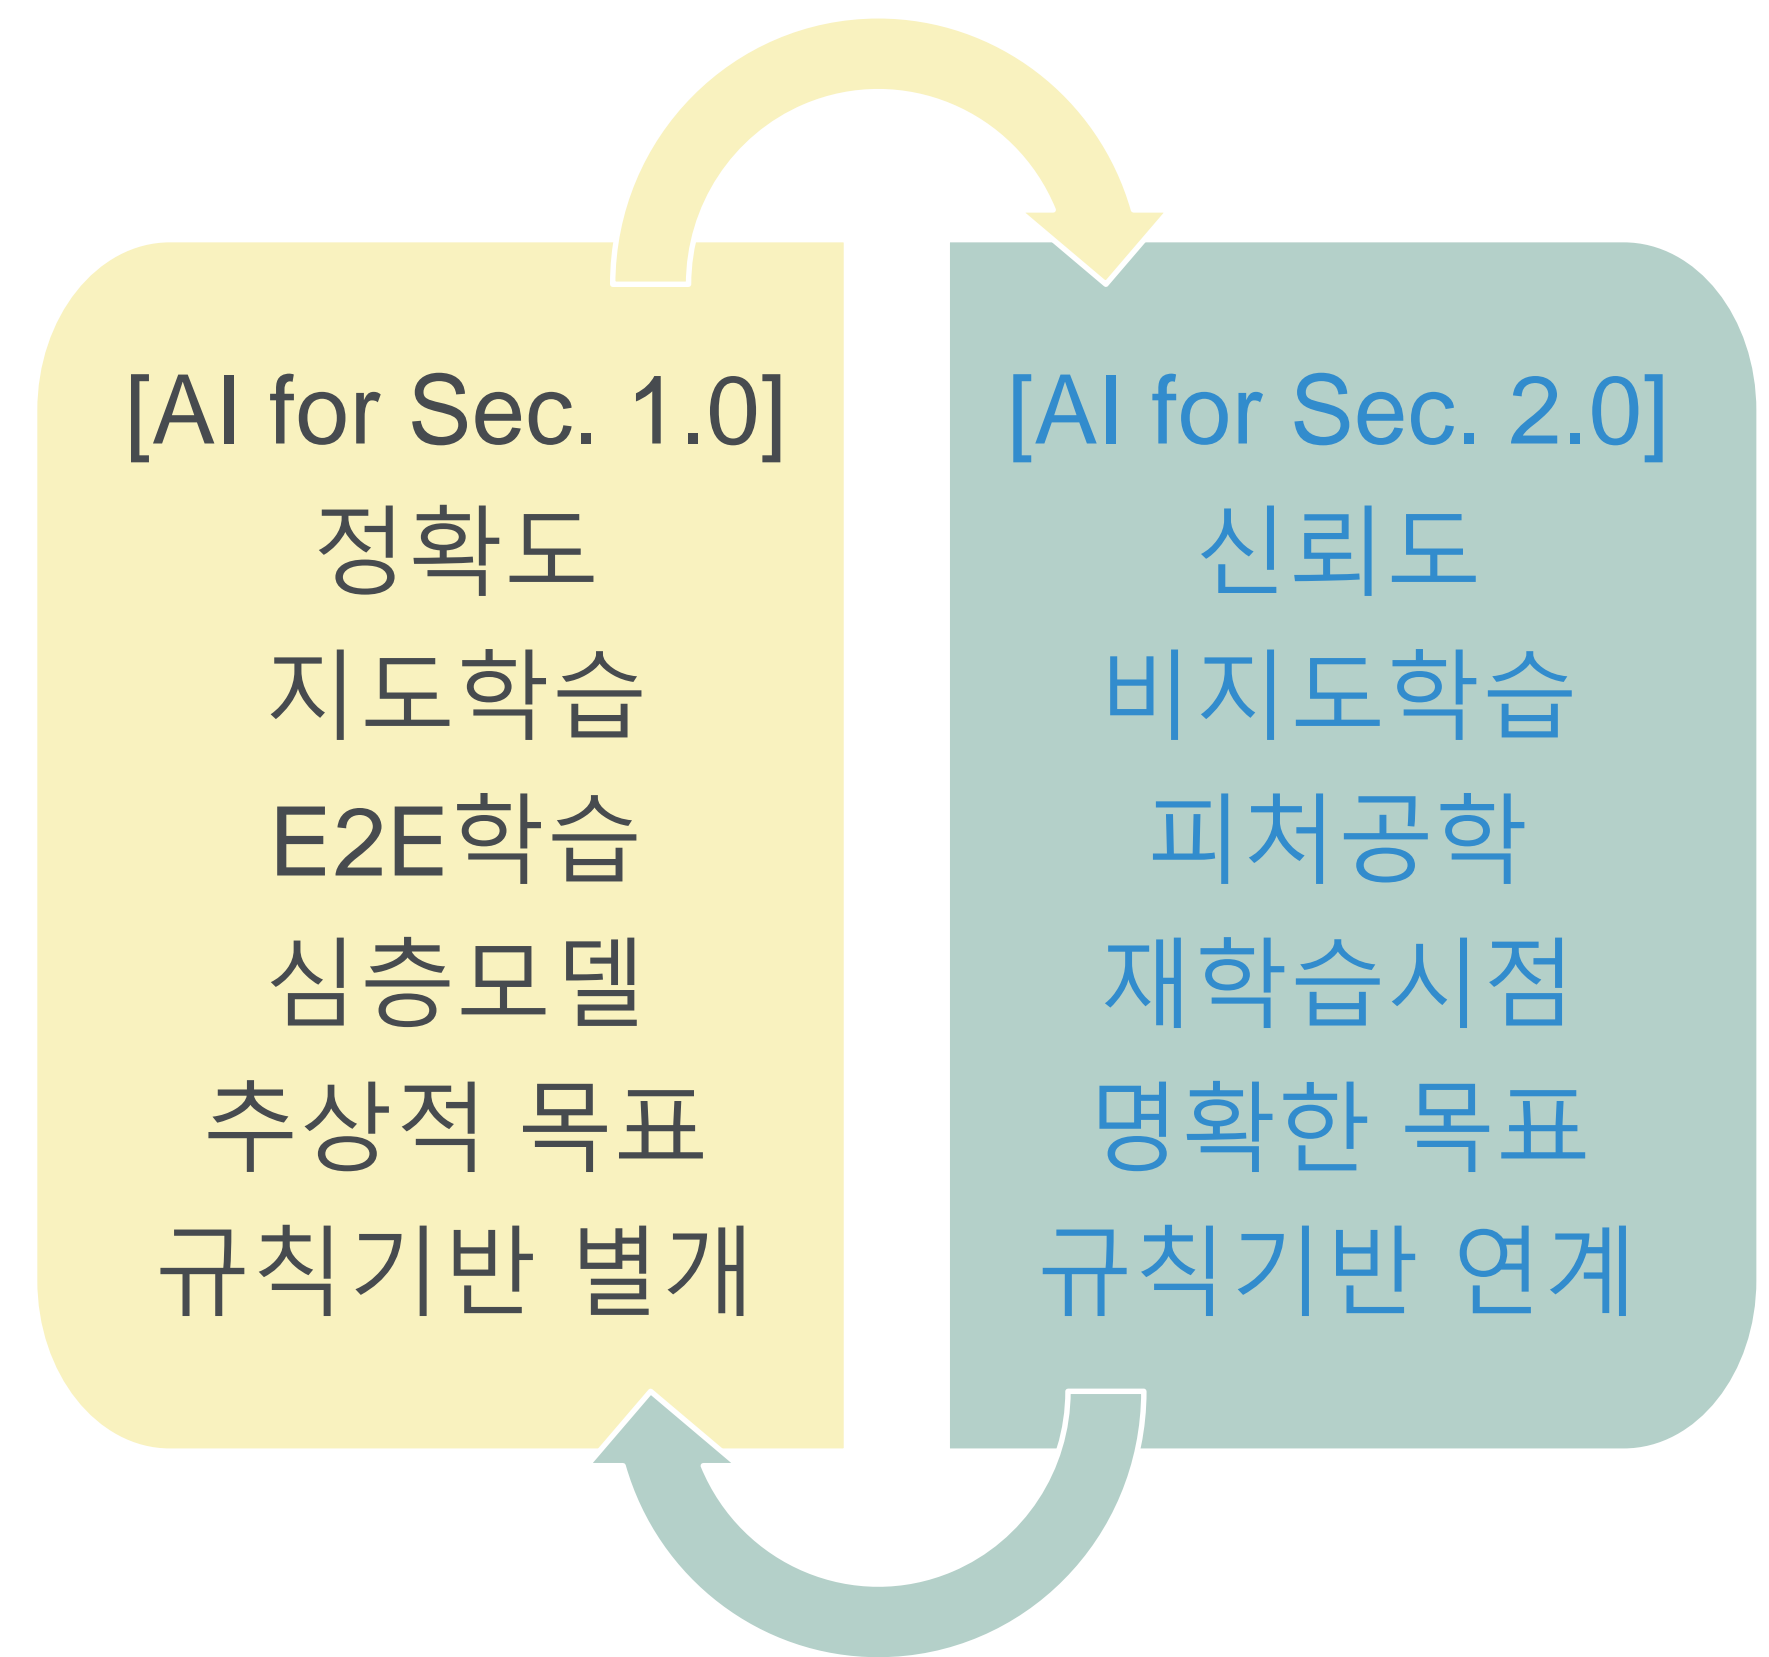 [AI for Sec. 1.0]
정확도
지도학습
E2E학습
심층모델
추상적 목표
규칙기반 별개
[AI for Sec. 2.0]
신뢰도
비지도학습
피처공학
재학습시점
명확한 목표
규칙기반 연계